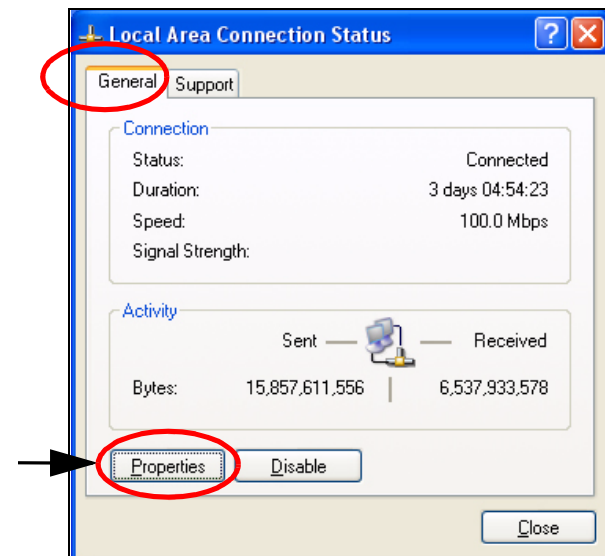 Local Area Connection Status
General Support
Connection
Status: Connected
Duration: 3 days 04:54:23
Speed: 100.0 Mbps
Signal Strength:
Activity
Sent Received
Bytes: 15,857,611,556 6,537,933,578
Properties Disable
Close